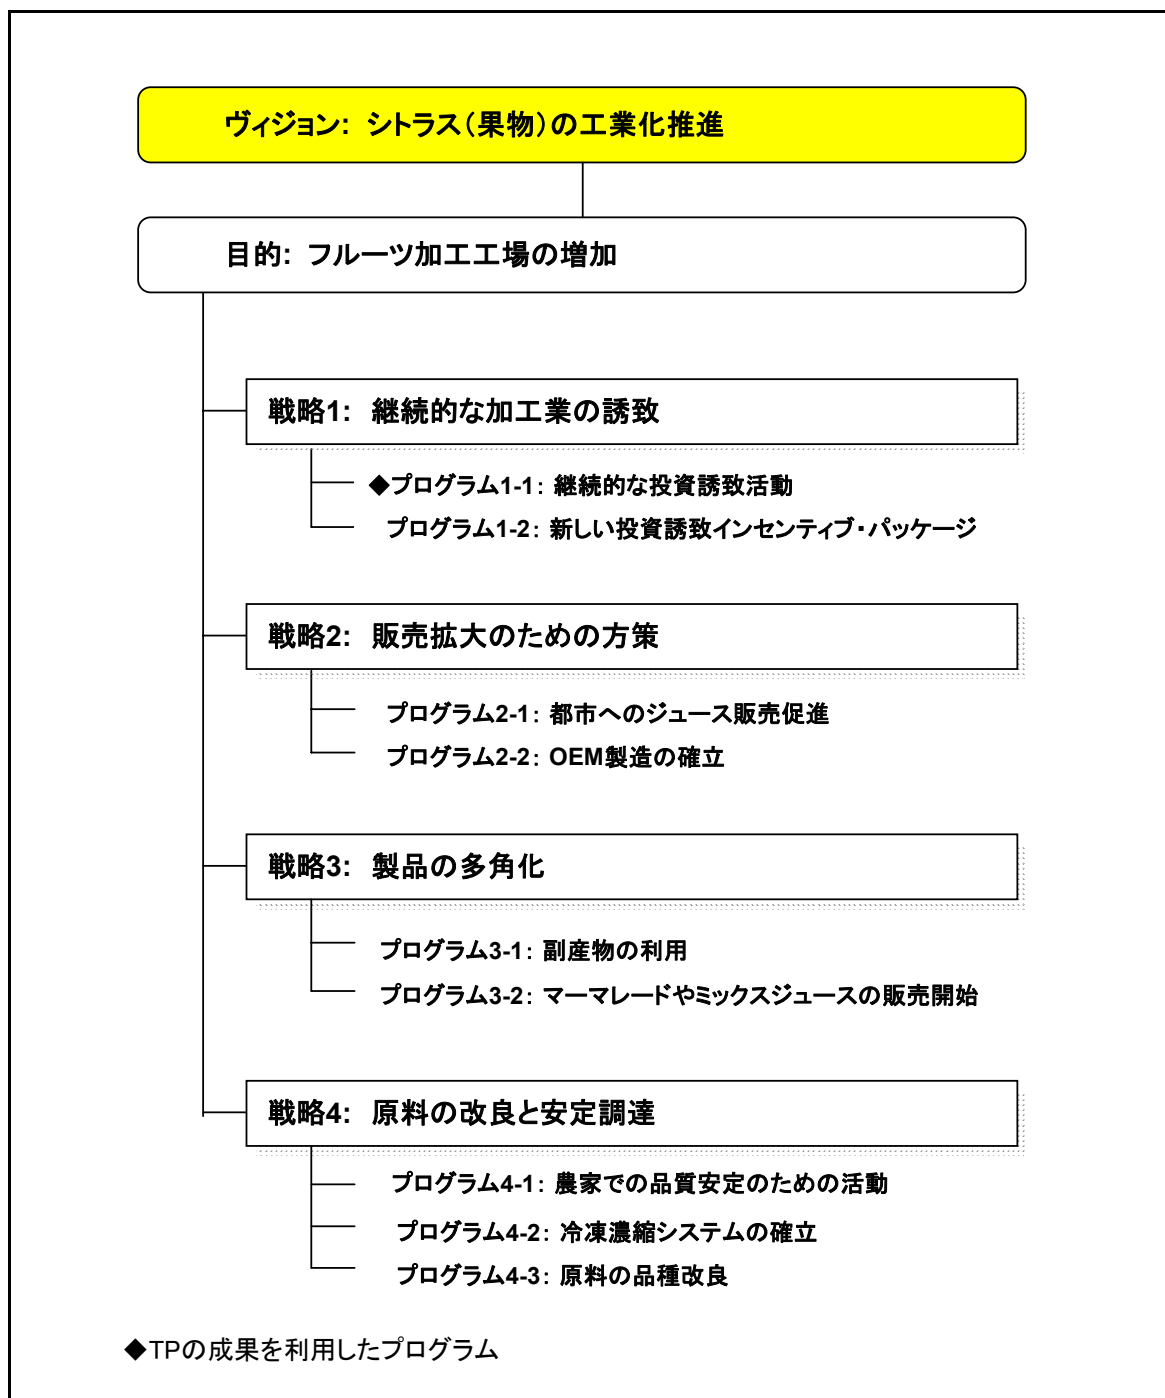 ヴィジョン: シトラス（果物）の工業化推進
目的: フルーツ加工工場の増加
戦略1: 継続的な加工業の誘致
◆プログラム1-1: 継続的な投資誘致活動
プログラム1-2: 新しい投資誘致インセンティブ・パッケージ
戦略2: 販売拡大のための方策
プログラム2-1: 都市へのジュース販売促進
プログラム2-2: OEM製造の確立
戦略3: 製品の多角化
プログラム3-1: 副産物の利用
プログラム3-2: マーマレードやミックスジュースの販売開始
戦略4: 原料の改良と安定調達
プログラム4-1: 農家での品質安定のための活動
プログラム4-2: 冷凍濃縮システムの確立
プログラム4-3: 原料の品種改良
◆TPの成果を利用したプログラム